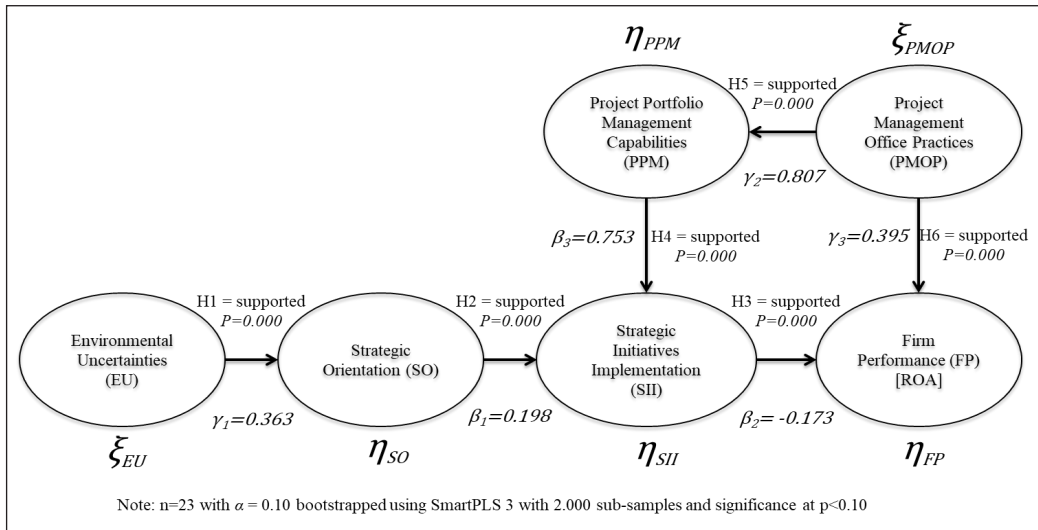 η_PPM
ξ_PMOP
Project Portfolio
Management
Capabilities
(PPM)
H5 = supported
P=0.000
γ₂=0.807
Project
Management
Office Practices
(PMOP)
β₃=0.753
H4 = supported
P=0.000
γ₃=0.395
H6 = supported
P=0.000
Environmental
Uncertainties
(EU)
H1 = supported
P=0.000
γ₁=0.363
Strategic
Orientation (SO)
H2 = supported
P=0.000
β₁=0.198
Strategic
Initiatives
Implementation
(SII)
H3 = supported
P=0.000
β₂= -0.173
Firm
Performance (FP)
[ROA]
ξ_EU
η_SO
η_SII
η_FP
Note: n=23 with α = 0.10 bootstrapped using SmartPLS 3 with 2.000 sub-samples and significance at p<0.10